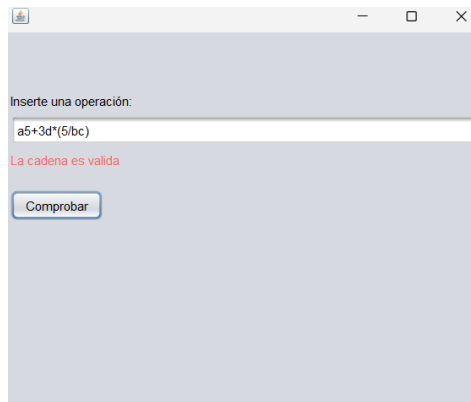 Inserte una operación:
a5+3d*(5/bc)
La cadena es valida
Comprobar